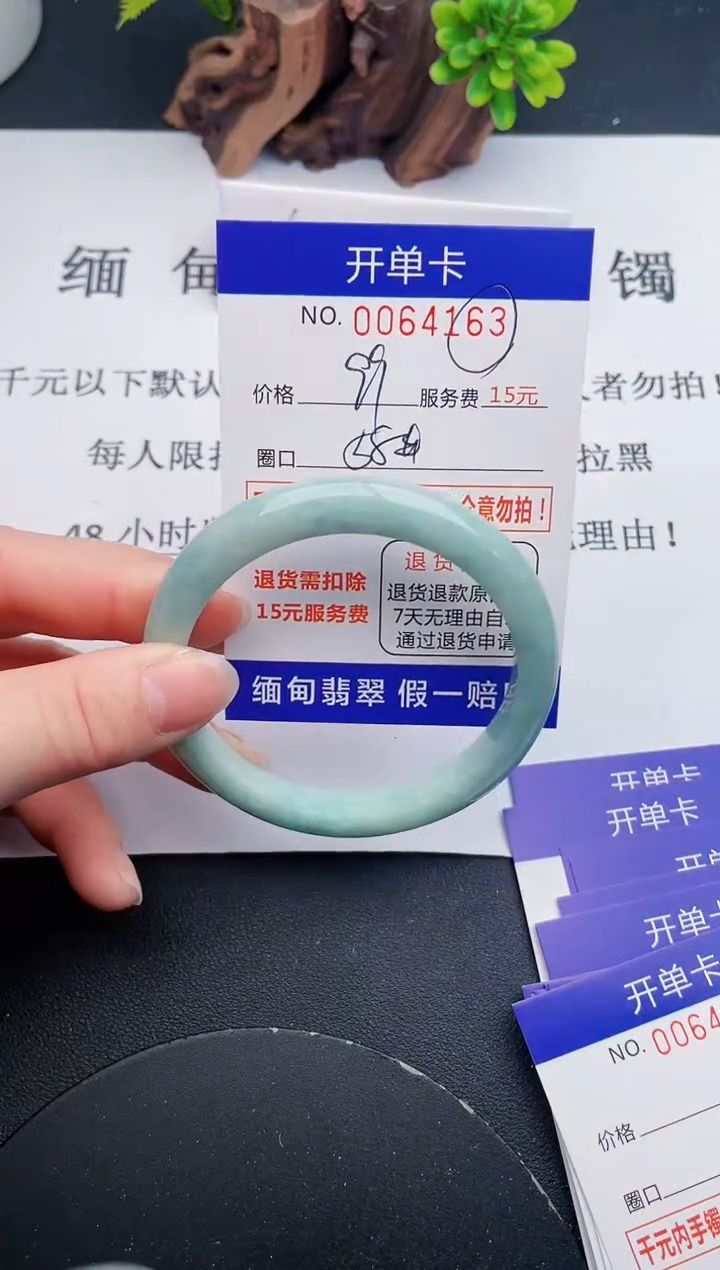 缅 甸
镯
千元以下默认
者勿拍！
每人限
拉黑
48 小时
理由！
开单卡
NO. 0064163
价格
服务费 15元
圈口
意勿拍！
退货需扣除
15元服务费
退货
退货退款原
7天无理由自
通过退货申请
缅甸翡翠 假一赔
开单卡
开单卡
开单卡
开单卡
NO. 0064
价格
圈口
千元内手镯